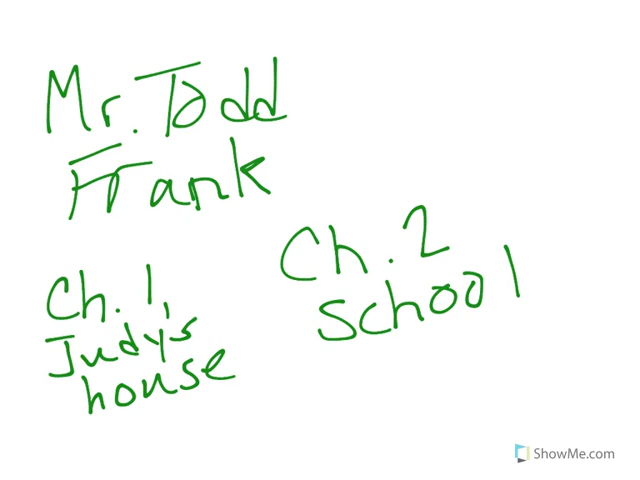 Mr. Todd
Frank
Ch. 1,
Judy's
house
Ch. 2
School
ShowMe.com